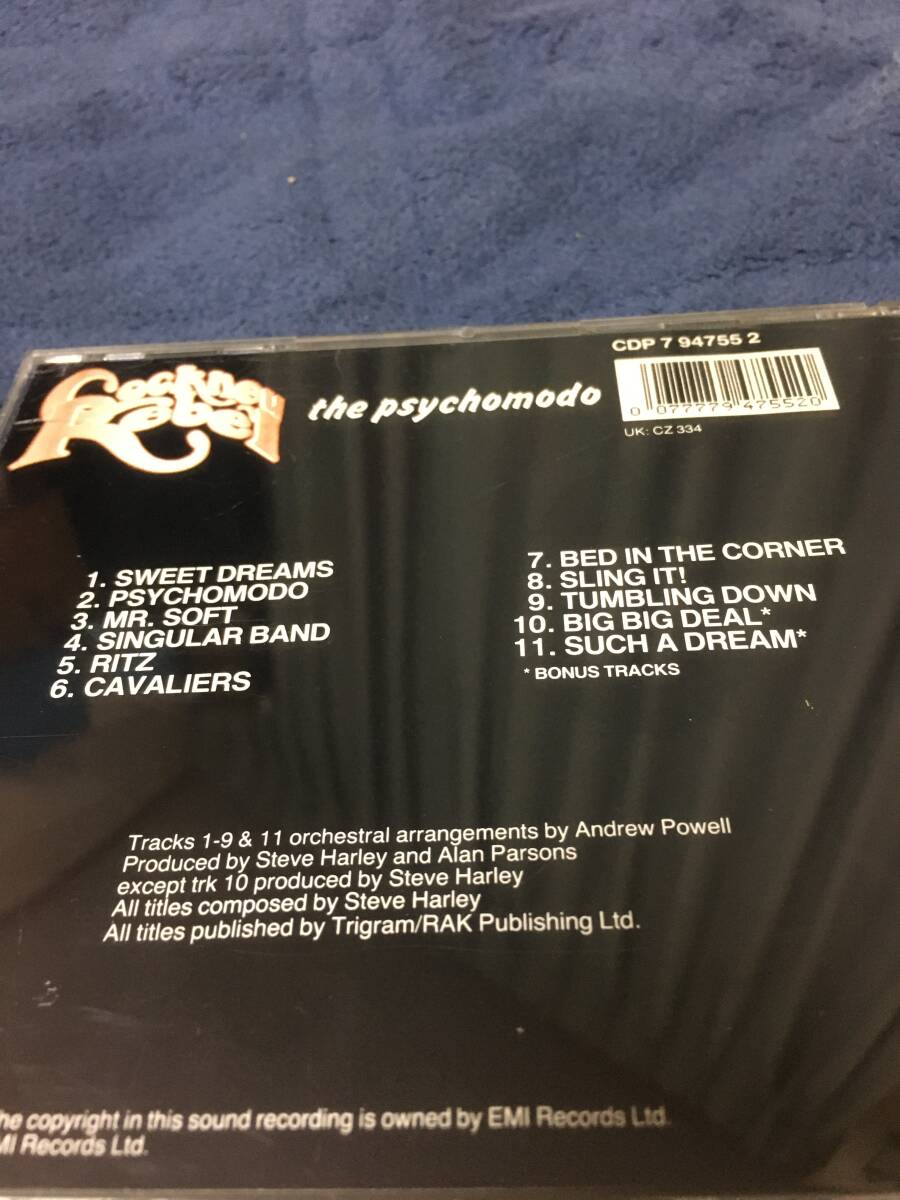 CDP 7 94755 2
Cockney Rebel
the psychomodo
0 077779 475520
UK: CZ 334
1. SWEET DREAMS
2. PSYCHOMODO
3. MR. SOFT
4. SINGULAR BAND
5. RITZ
6. CAVALIERS
7. BED IN THE CORNER
8. SLING IT!
9. TUMBLING DOWN
10. BIG BIG DEAL*
11. SUCH A DREAM*
* BONUS TRACKS
Tracks 1-9 & 11 orchestral arrangements by Andrew Powell
Produced by Steve Harley and Alan Parsons
except trk 10 produced by Steve Harley
All titles composed by Steve Harley
All titles published by Trigram/RAK Publishing Ltd.
he copyright in this sound recording is owned by EMI Records Ltd.
MI Records Ltd.